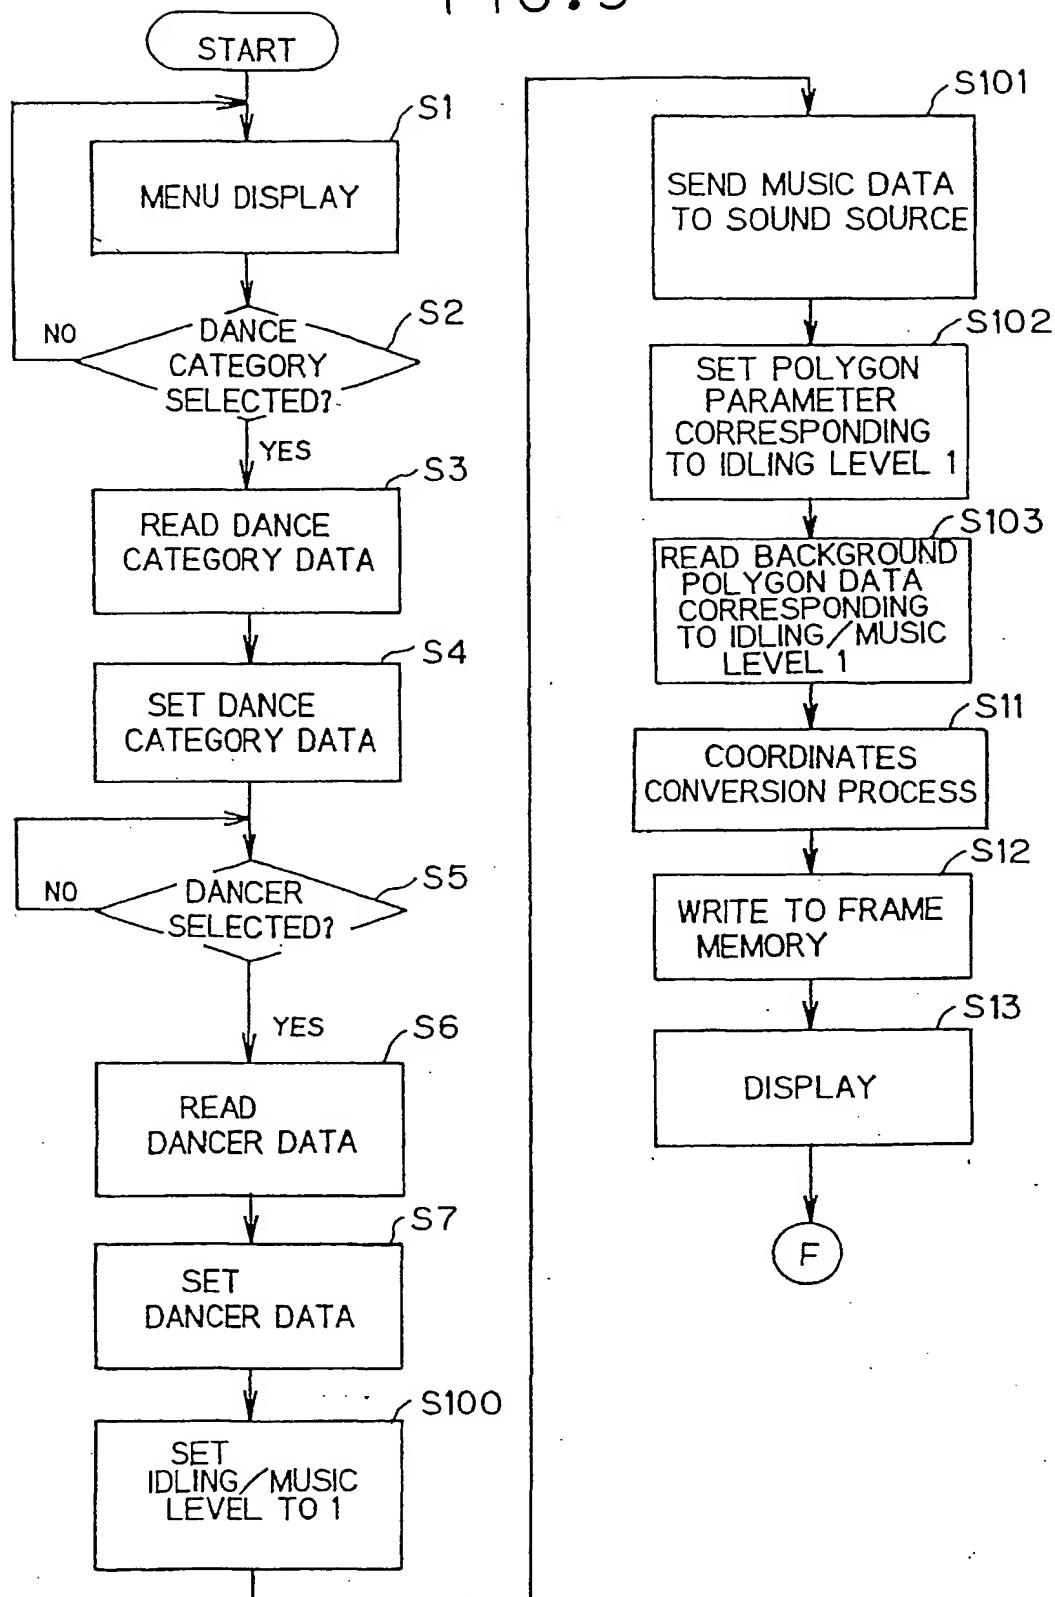 START
S1
MENU DISPLAY
S2
NO
DANCE
CATEGORY
SELECTED?
YES
S3
READ DANCE
CATEGORY DATA
S4
SET DANCE
CATEGORY DATA
S5
NO
DANCER
SELECTED?
YES
S6
READ
DANCER DATA
S7
SET
DANCER DATA
S100
SET
IDLING/MUSIC
LEVEL TO 1
S101
SEND MUSIC DATA
TO SOUND SOURCE
S102
SET POLYGON
PARAMETER
CORRESPONDING
TO IDLING LEVEL 1
S103
READ BACKGROUND
POLYGON DATA
CORRESPONDING
TO IDLING/MUSIC
LEVEL 1
S11
COORDINATES
CONVERSION PROCESS
S12
WRITE TO FRAME
MEMORY
S13
DISPLAY
F